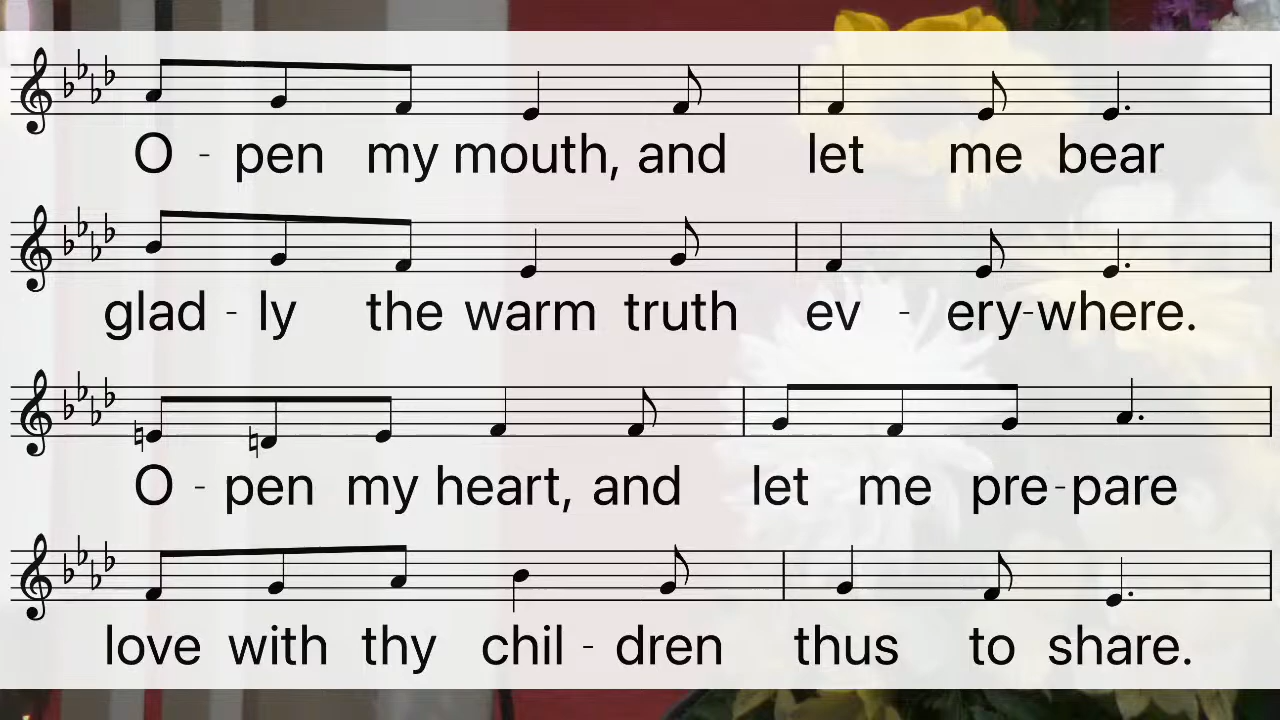 O - pen my mouth, and let me bear
glad - ly the warm truth ev - ery-where.
O - pen my heart, and let me pre-pare
love with thy chil - dren thus to share.